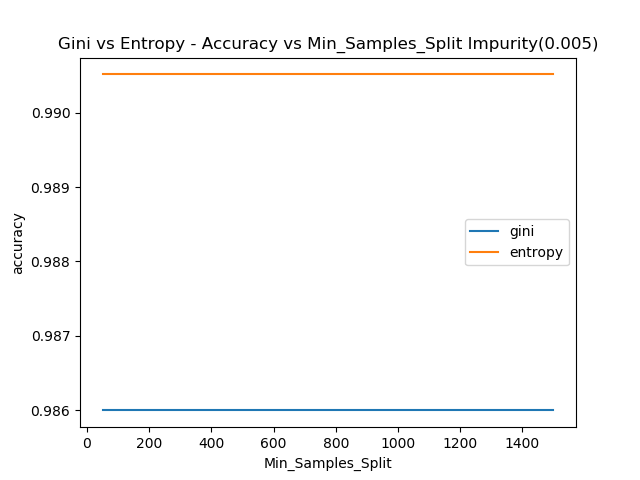 Gini vs Entropy - Accuracy vs Min_Samples_Split Impurity(0.005)
0.990
0.989
0.988
0.987
0.986
accuracy
gini
entropy
0 200 400 600 800 1000 1200 1400
Min_Samples_Split